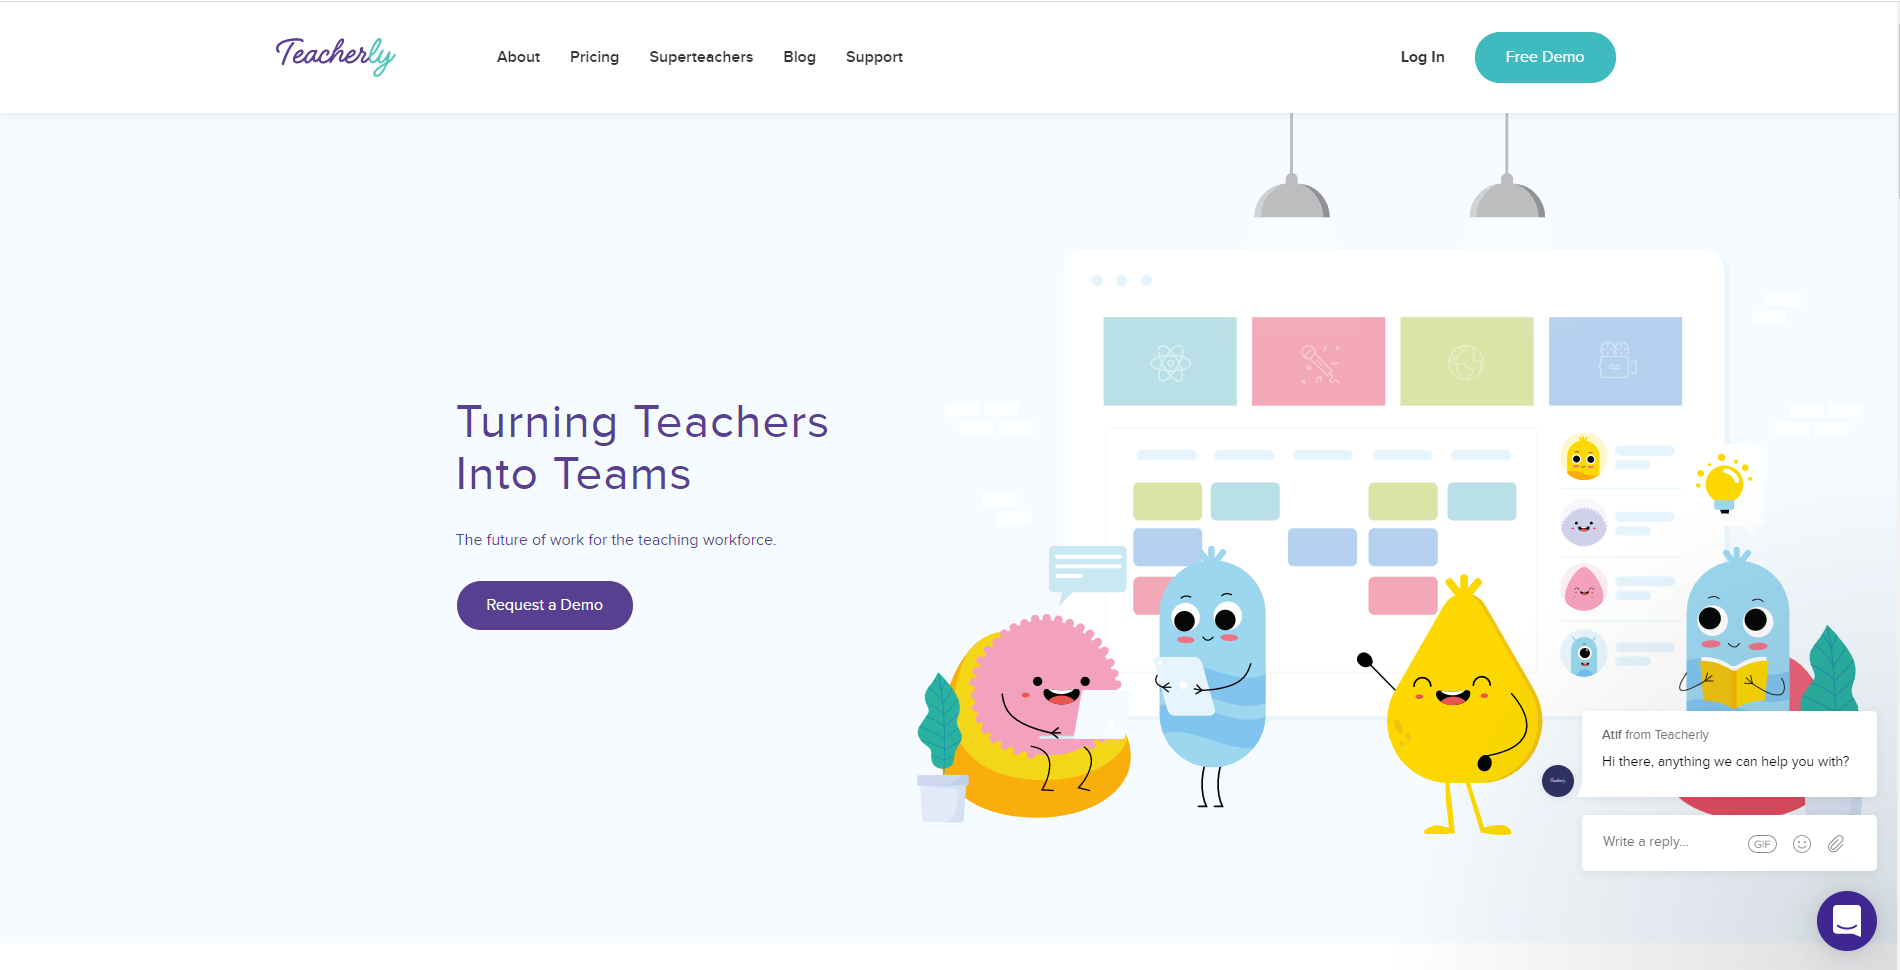 Teacherly
About
Pricing
Superteachers
Blog
Support
Log In
Free Demo
Turning Teachers
Into Teams
The future of work for the teaching workforce.
Request a Demo
Atif from Teacherly
Hi there, anything we can help you with?
Teacherly
Write a reply...
GIF